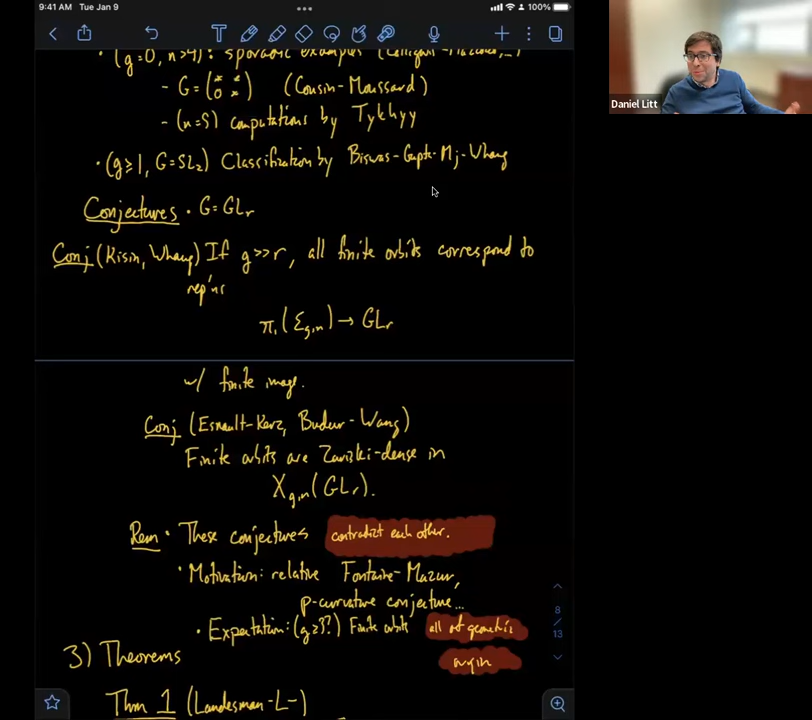 9:41 AM Tue Jan 9
100%
Daniel Litt
• (g=0, n>4): sporadic examples
- G = (* * 0 *) (Cousin-Moussard)
- (n=5) computations by Tykhyy
• (g≥1, G=SL₂) Classification by Biswas-Gupta-Mj-Whang
Conjectures • G=GLr
Conj (Kisin, Whang) If g>>r, all finite orbits correspond to
rep'ns
π₁(Σg,n) → GLr
w/ finite image.
Conj (Esnault-Kerz, Budur-Wang)
Finite orbits are Zariski-dense in
Xg,n(GLr).
Rem • These conjectures contradict each other.
• Motivation: relative Fontaine-Mazur,
p-curvature conjecture...
• Expectation: (g≥3?) Finite orbits all of geometric
origin
8
/
13
3) Theorems
Thm 1 (Landesman-L-)